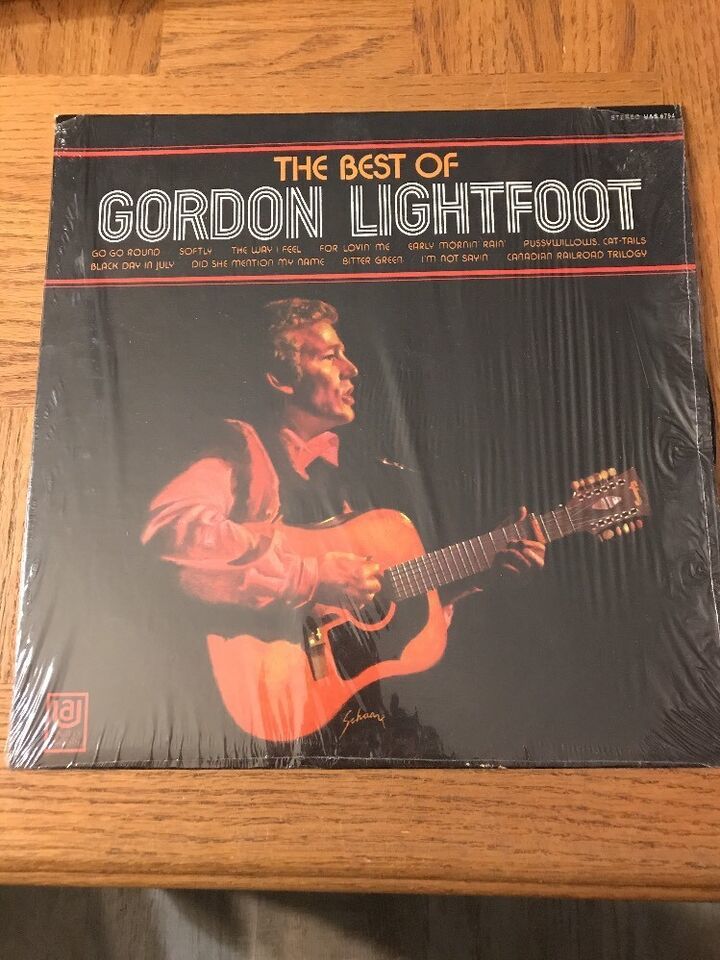 STEREO UAS 6754
THE BEST OF
GORDON LIGHTFOOT
GO GO ROUND SOFTLY THE WAY I FEEL FOR LOVIN' ME EARLY MORNIN' RAIN' PUSSYWILLOWS, CAT-TAILS
BLACK DAY IN JULY DID SHE MENTION MY NAME BITTER GREEN I'M NOT SAYIN CANADIAN RAILROAD TRILOGY
Schaare
UA